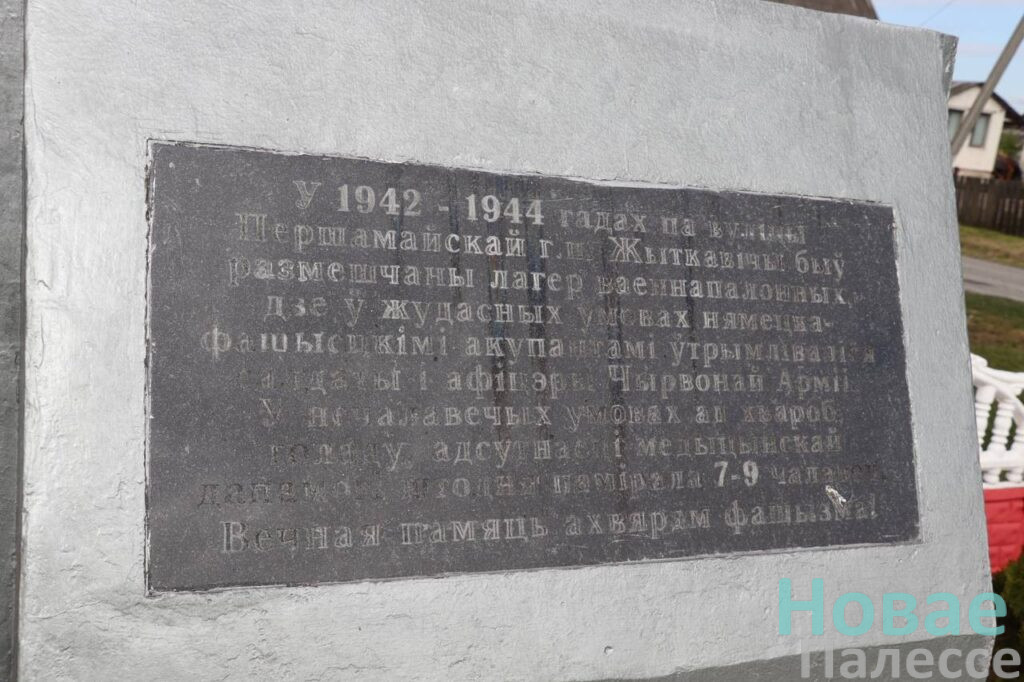 У 1942 - 1944 гадах па вуліцы
Першамайскай г.п. Жыткавічы быў
размешчаны лагер ваеннапалонных,
дзе у жудасных умовах нямецка-
фашысцкімі акупантамі утрымліваліся
салдаты і афіцэры Чырвонай Арміі.
У нечалавечых умовах ад хвароб,
голаду, адсутнасці медыцынскай
дапамогі штодня памірала 7-9 чалавек.
Вечная памяць ахвярам фашызма!
Новае
Палессе